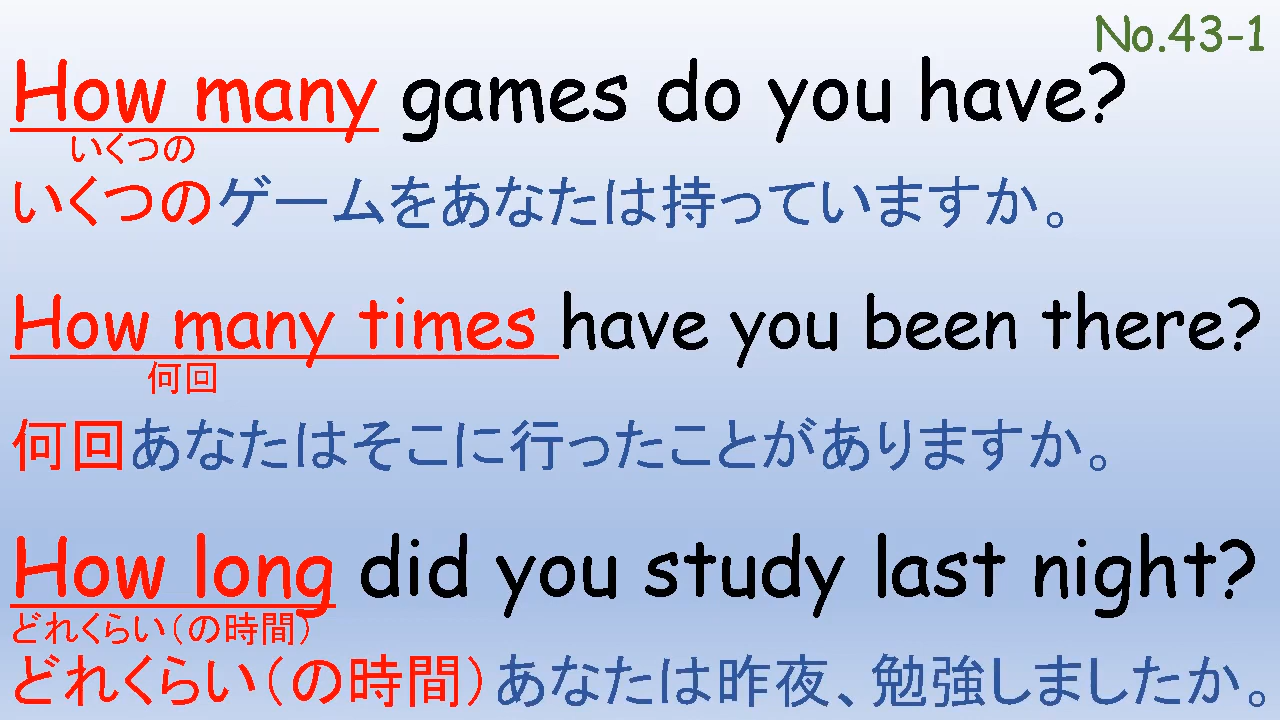 No.43-1
How many games do you have?
いくつの
いくつのゲームをあなたは持っていますか。
How many times have you been there?
何回
何回あなたはそこに行ったことがありますか。
How long did you study last night?
どれくらい（の時間）
どれくらい（の時間）あなたは昨夜、勉強しましたか。